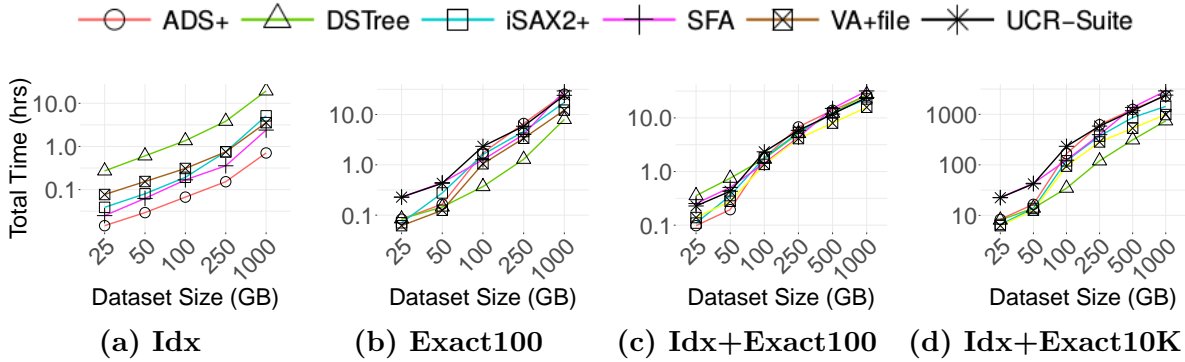 ADS+ DSTree iSAX2+ SFA VA+file UCR−Suite
Total Time (hrs)
10.0
1.0
0.1
25 50 100 250 1000
Dataset Size (GB)
(a) Idx
10.0
1.0
0.1
25 50 100 250 1000
Dataset Size (GB)
(b) Exact100
10.0
1.0
0.1
25 50 100 250 500 1000
Dataset Size (GB)
(c) Idx+Exact100
1000
100
10
25 50 100 250 500 1000
Dataset Size (GB)
(d) Idx+Exact10K